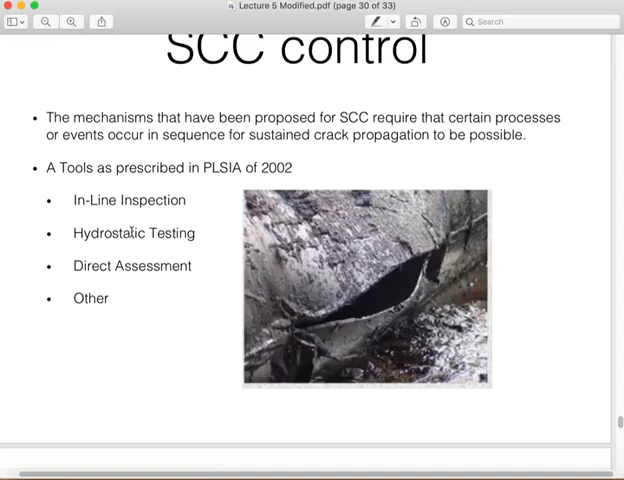 Lecture 5 Modified.pdf (page 30 of 33)
Search
SCC control
• The mechanisms that have been proposed for SCC require that certain processes
or events occur in sequence for sustained crack propagation to be possible.
• A Tools as prescribed in PLSIA of 2002
• In-Line Inspection
• Hydrostatic Testing
• Direct Assessment
• Other